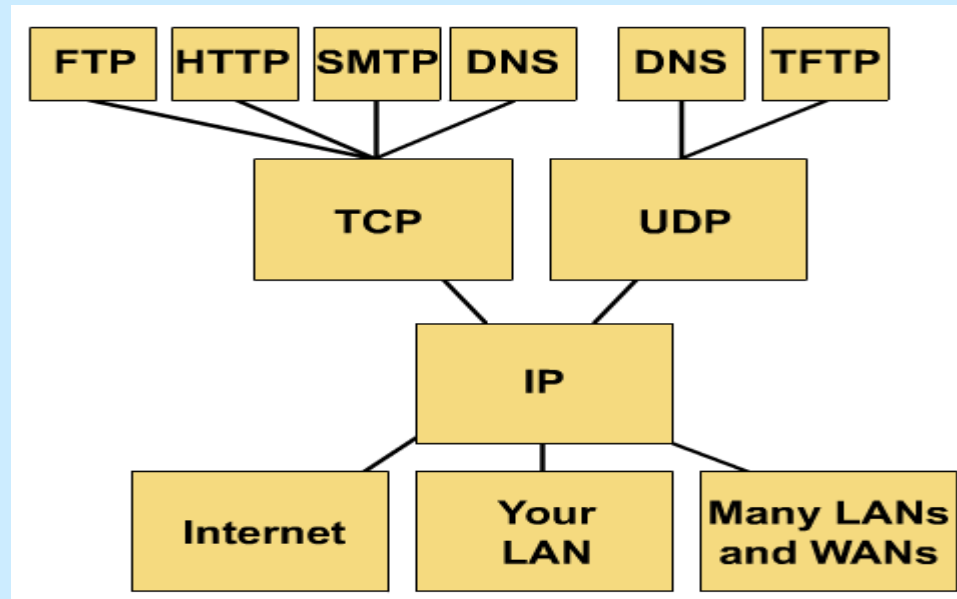 FTP HTTP SMTP DNS DNS TFTP
TCP UDP
IP
Internet
Your
LAN
Many LANs
and WANs